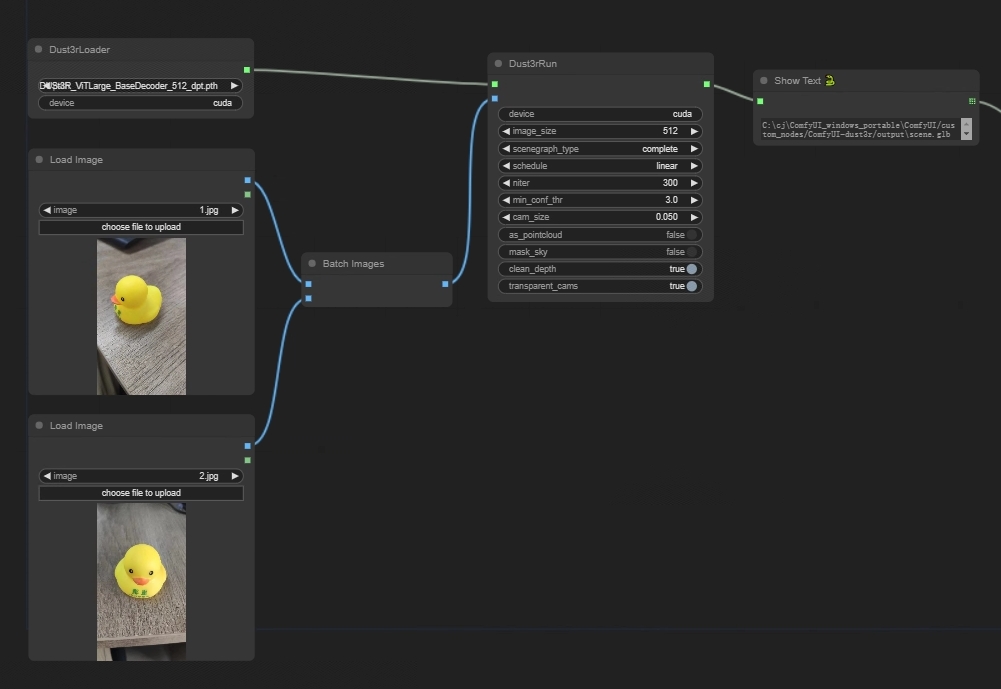 Dust3rLoader
DUSt3R_ViTLarge_BaseDecoder_512_dpt.pth
device cuda
Load Image
image 1.jpg
choose file to upload
Load Image
image 2.jpg
choose file to upload
Batch Images
Dust3rRun
device cuda
image_size 512
scenegraph_type complete
schedule linear
niter 300
min_conf_thr 3.0
cam_size 0.050
as_pointcloud false
mask_sky false
clean_depth true
transparent_cams true
Show Text 🐍
C:\cj\ComfyUI_windows_portable\ComfyUI/cus
tom_nodes/ComfyUI-dust3r/output\scene.glb